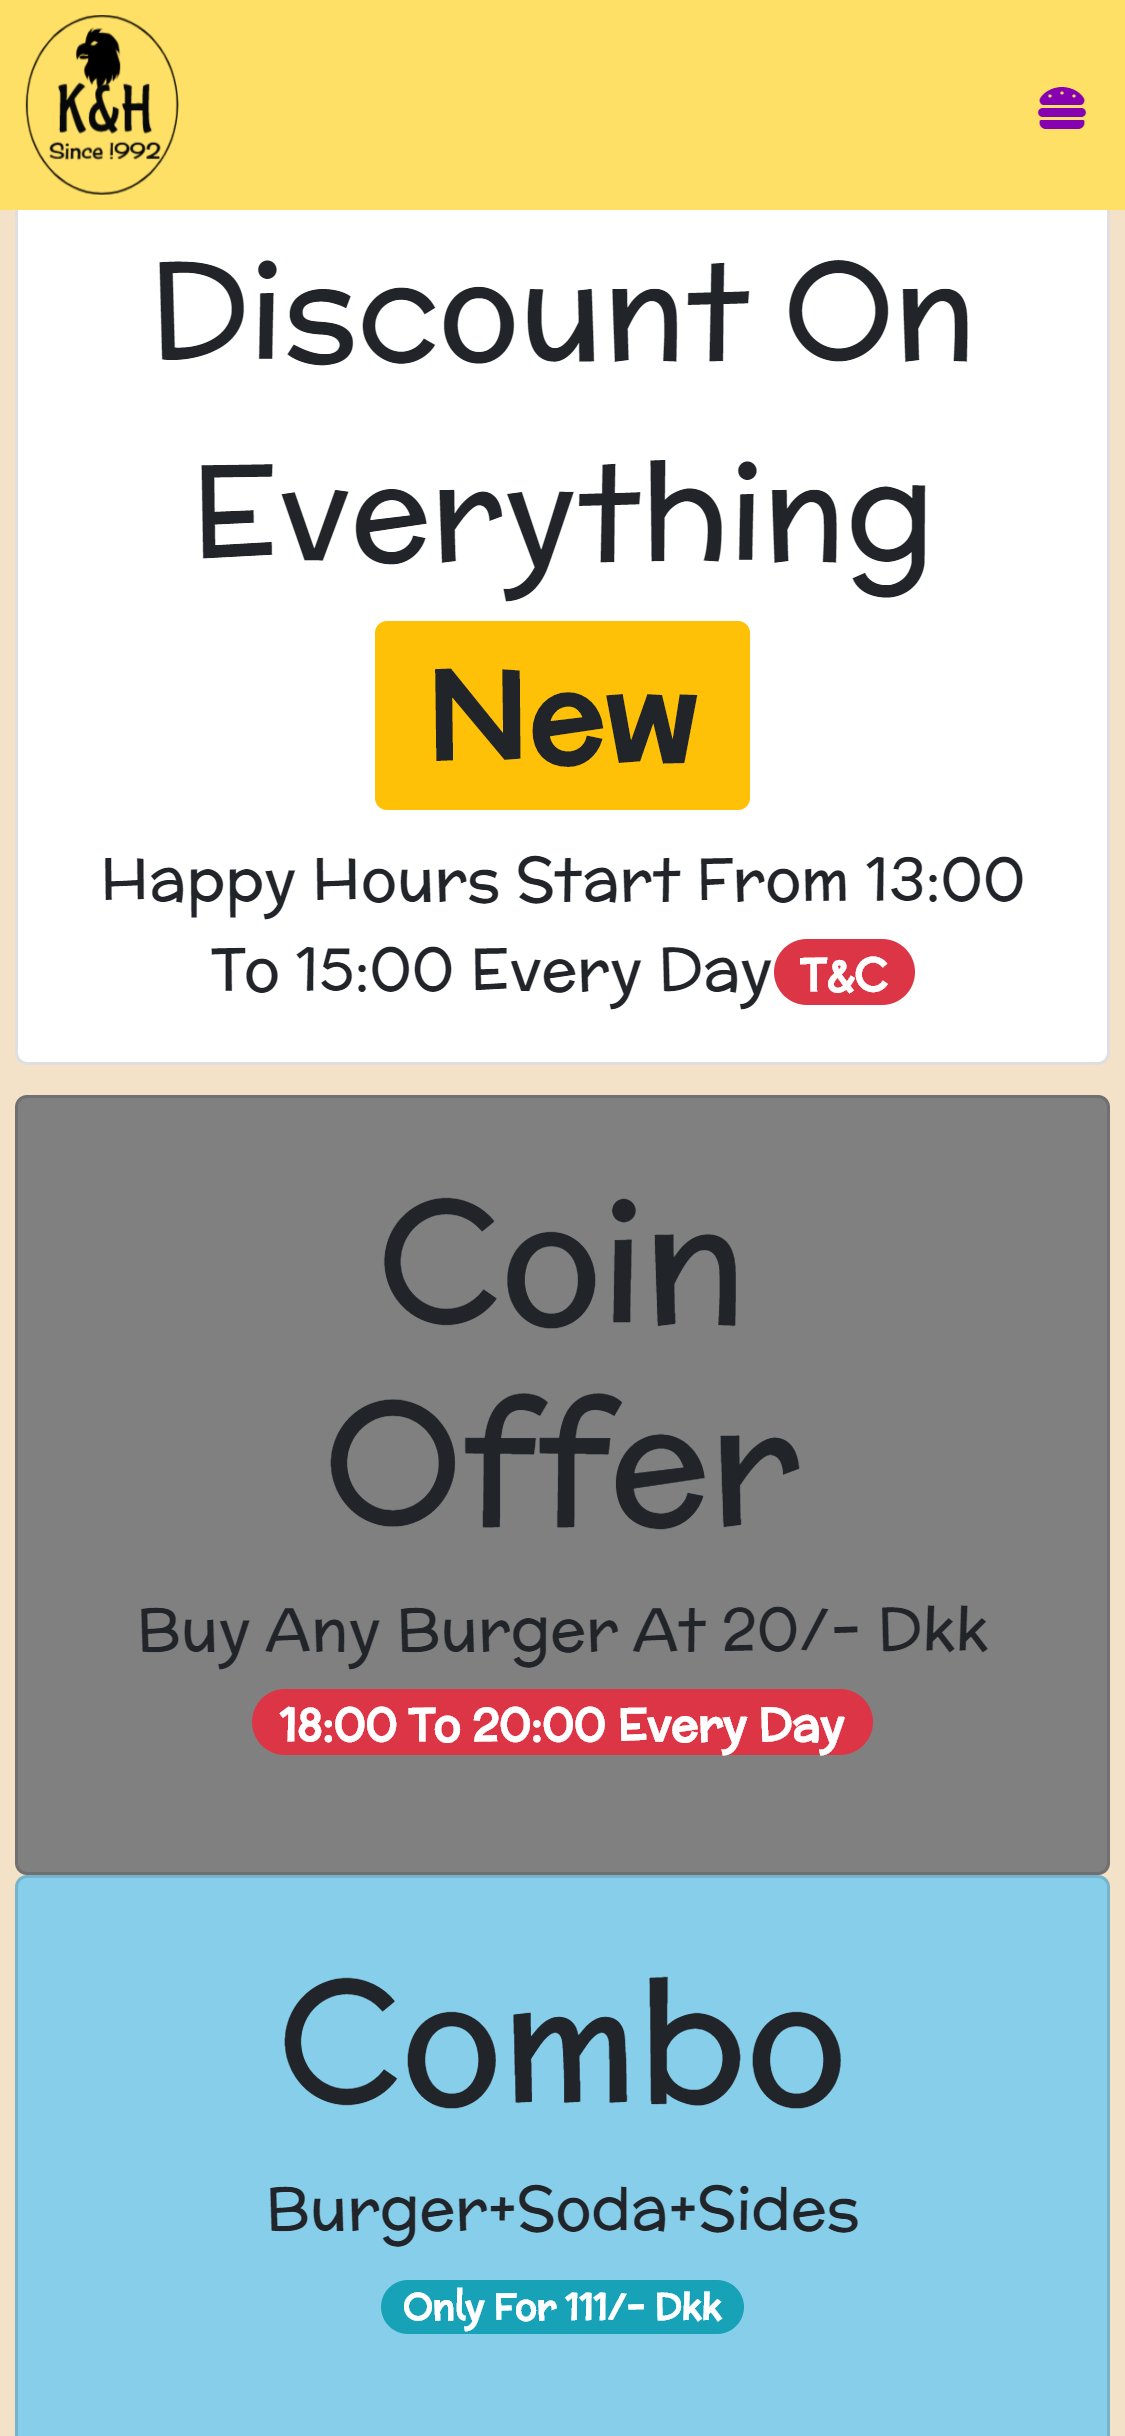 K&H
Since !992
Discount On
Everything
New
Happy Hours Start From 13:00
To 15:00 Every Day T&C
Coin
Offer
Buy Any Burger At 20/- Dkk
18:00 To 20:00 Every Day
Combo
Burger+Soda+Sides
Only For 111/- Dkk